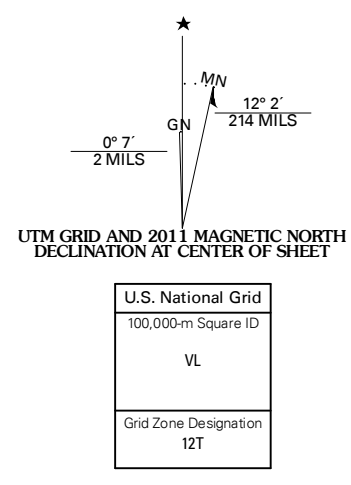 ★
MN
GN
12° 2´
214 MILS
0° 7´
2 MILS
UTM GRID AND 2011 MAGNETIC NORTH
DECLINATION AT CENTER OF SHEET
U.S. National Grid
100,000-m Square ID
VL
Grid Zone Designation
12T